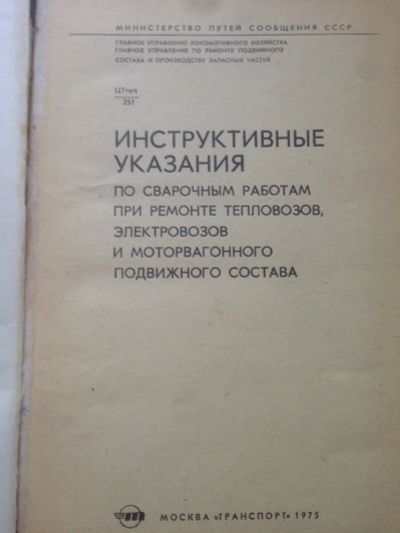 МИНИСТЕРСТВО ПУТЕЙ СООБЩЕНИЯ СССР
ГЛАВНОЕ УПРАВЛЕНИЕ ЛОКОМОТИВНОГО ХОЗЯЙСТВА
ГЛАВНОЕ УПРАВЛЕНИЕ ПО РЕМОНТУ ПОДВИЖНОГО
СОСТАВА И ПРОИЗВОДСТВУ ЗАПАСНЫХ ЧАСТЕЙ
ЦТтеп
251
ИНСТРУКТИВНЫЕ
УКАЗАНИЯ
ПО СВАРОЧНЫМ РАБОТАМ
ПРИ РЕМОНТЕ ТЕПЛОВОЗОВ,
ЭЛЕКТРОВОЗОВ
И МОТОРВАГОННОГО
ПОДВИЖНОГО СОСТАВА
МОСКВА «ТРАНСПОРТ» 1975